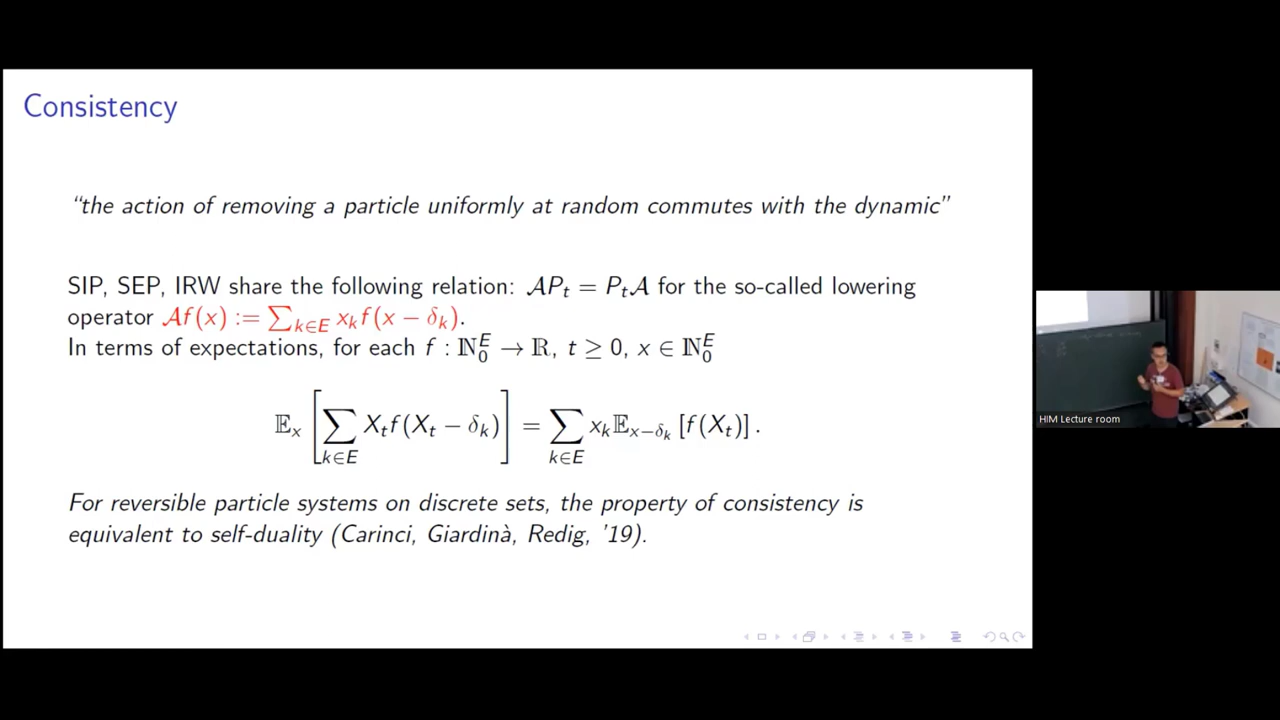 Consistency
“the action of removing a particle uniformly at random commutes with the dynamic”
SIP, SEP, IRW share the following relation: 𝒜P_t = P_t𝒜 for the so-called lowering
operator 𝒜f(x) := ∑_{k∈E} x_k f(x − δ_k).
In terms of expectations, for each f : ℕ_0^E → ℝ, t ≥ 0, x ∈ ℕ_0^E
𝔼_x [∑_{k∈E} X_t f(X_t − δ_k)] = ∑_{k∈E} x_k 𝔼_{x−δ_k} [f(X_t)] .
For reversible particle systems on discrete sets, the property of consistency is
equivalent to self-duality (Carinci, Giardinà, Redig, '19).
HIM Lecture room